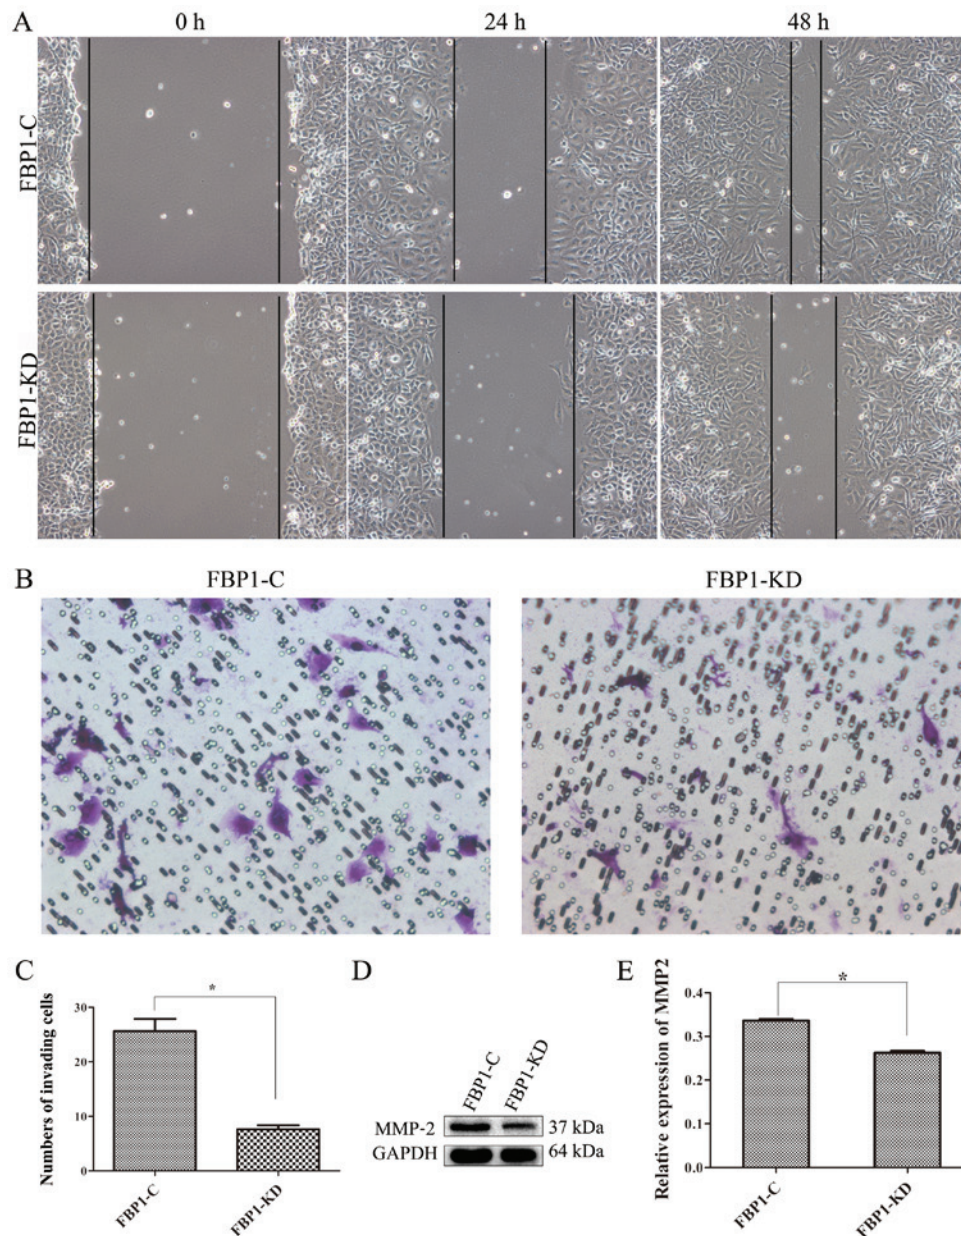 A
0 h
24 h
48 h
FBP1-C
FBP1-KD
B
FBP1-C
FBP1-KD
C
Numbers of invading cells
30
20
10
0
*
FBP1-C
FBP1-KD
D
FBP1-C
FBP1-KD
MMP-2
37 kDa
GAPDH
64 kDa
E
Relative expression of MMP2
0.4
0.3
0.2
0.1
0.0
*
FBP1-C
FBP1-KD